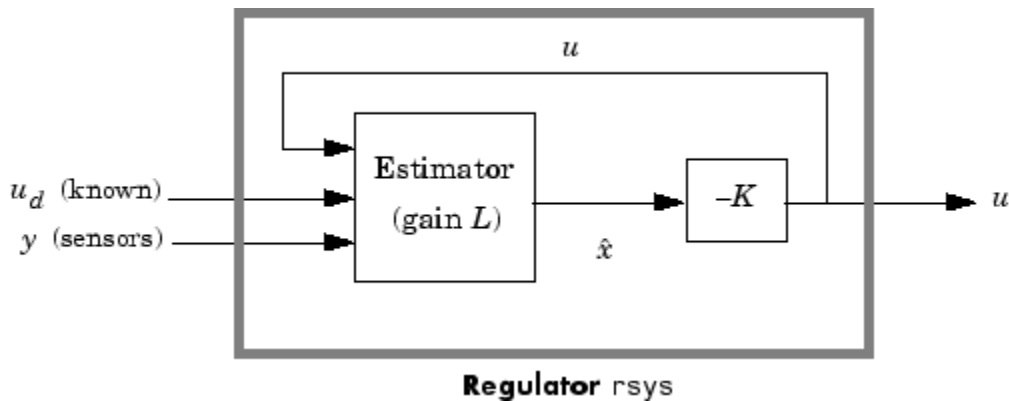 u
Estimator
(gain L)
u_d (known)
y (sensors)
–K
x̂
u
Regulator rsys